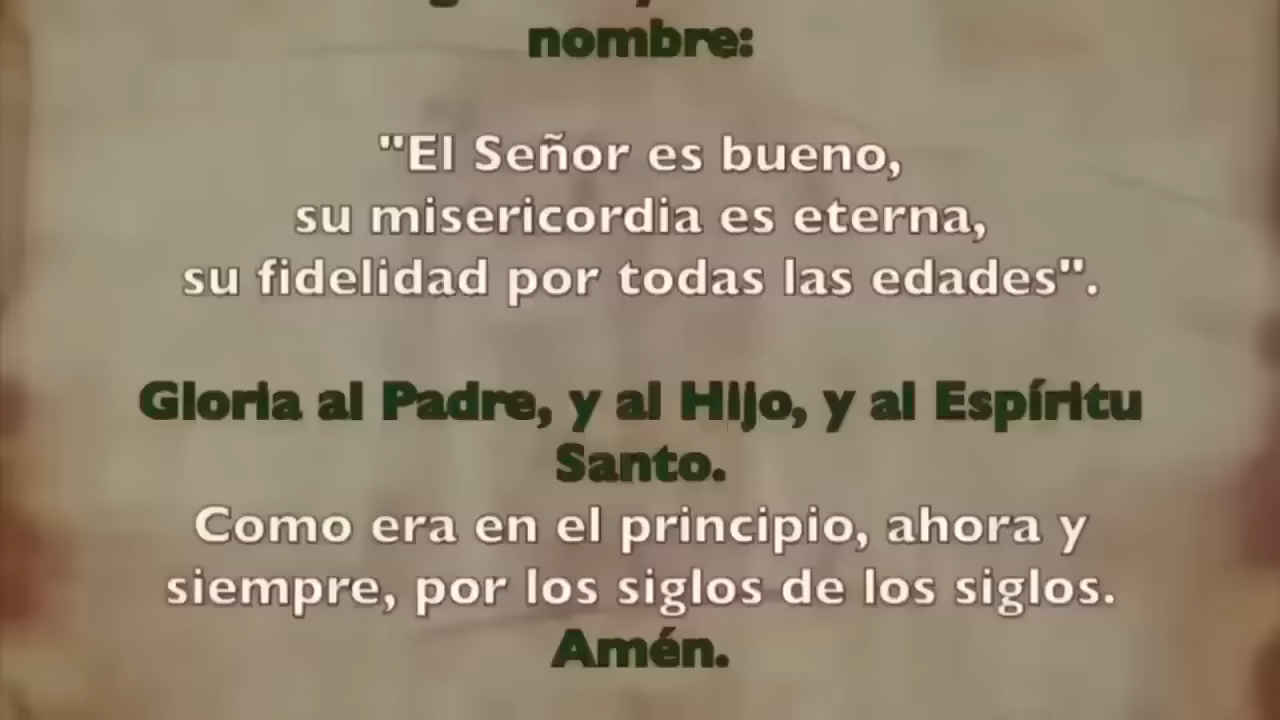 nombre:
"El Señor es bueno,
su misericordia es eterna,
su fidelidad por todas las edades".
Gloria al Padre, y al Hijo, y al Espíritu
Santo.
Como era en el principio, ahora y
siempre, por los siglos de los siglos.
Amén.